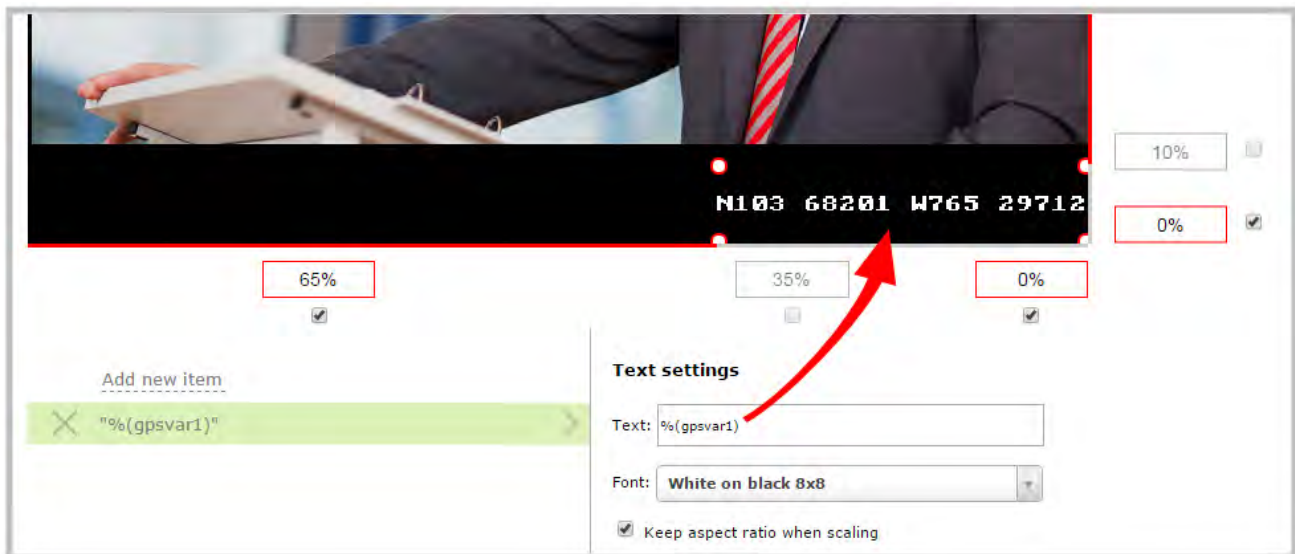 10%
N103 68201 W765 29712
0%
65%
35%
0%
Add new item
"%(gpsvar1)"
Text settings
Text: %(gpsvar1)
Font: White on black 8x8
Keep aspect ratio when scaling